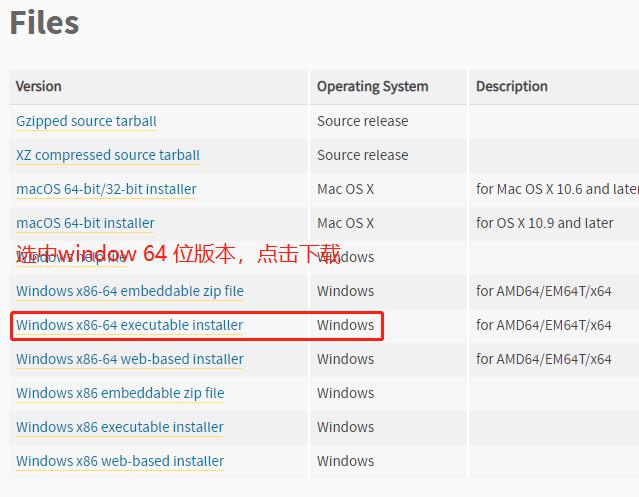 Files
Version Operating System Description
Gzipped source tarball Source release
XZ compressed source tarball Source release
macOS 64-bit/32-bit installer Mac OS X for Mac OS X 10.6 and later
macOS 64-bit installer Mac OS X for OS X 10.9 and later
选中window 64 位版本，点击下载
Windows help file Windows
Windows x86-64 embeddable zip file Windows for AMD64/EM64T/x64
Windows x86-64 executable installer Windows for AMD64/EM64T/x64
Windows x86-64 web-based installer Windows for AMD64/EM64T/x64
Windows x86 embeddable zip file Windows
Windows x86 executable installer Windows
Windows x86 web-based installer Windows